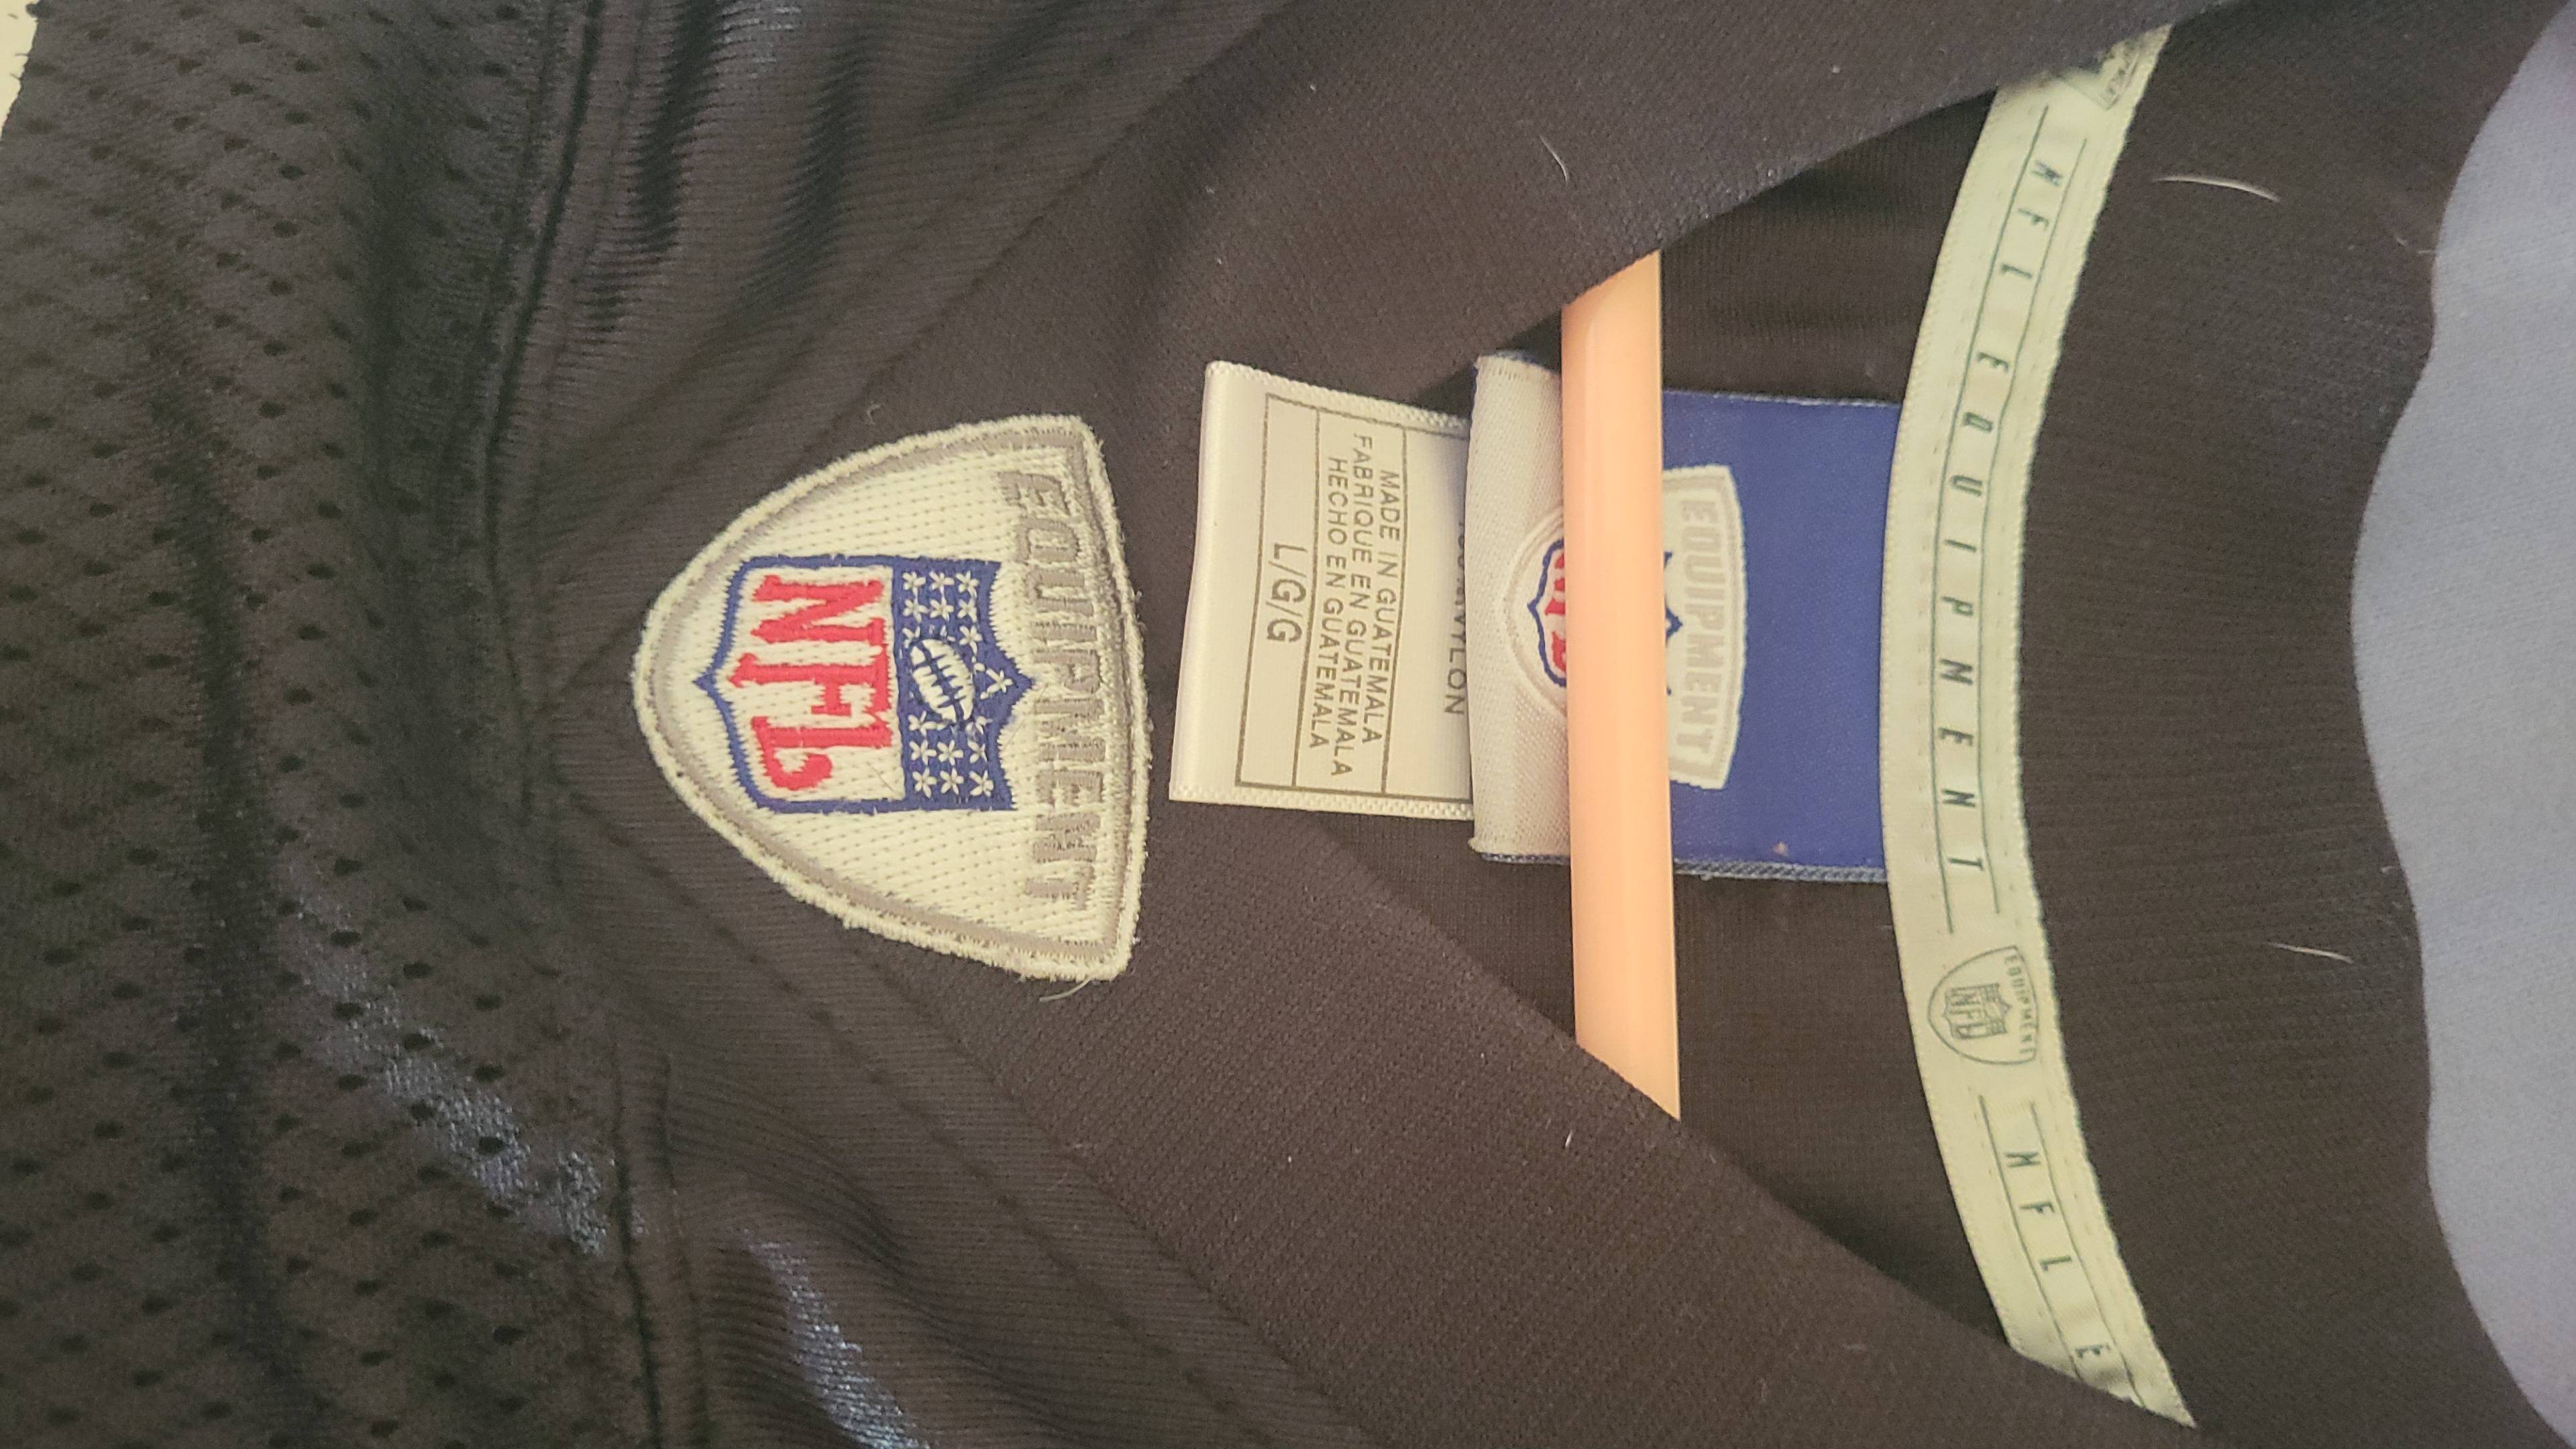 NFL EQUIPMENT
NFL
EQUIPMENT
NFL E
EQUIPMENT
NYLON
MADE IN GUATEMALA
FABRIQUE EN GUATEMALA
HECHO EN GUATEMALA
L/G/G
EQUIPMENT
NFL